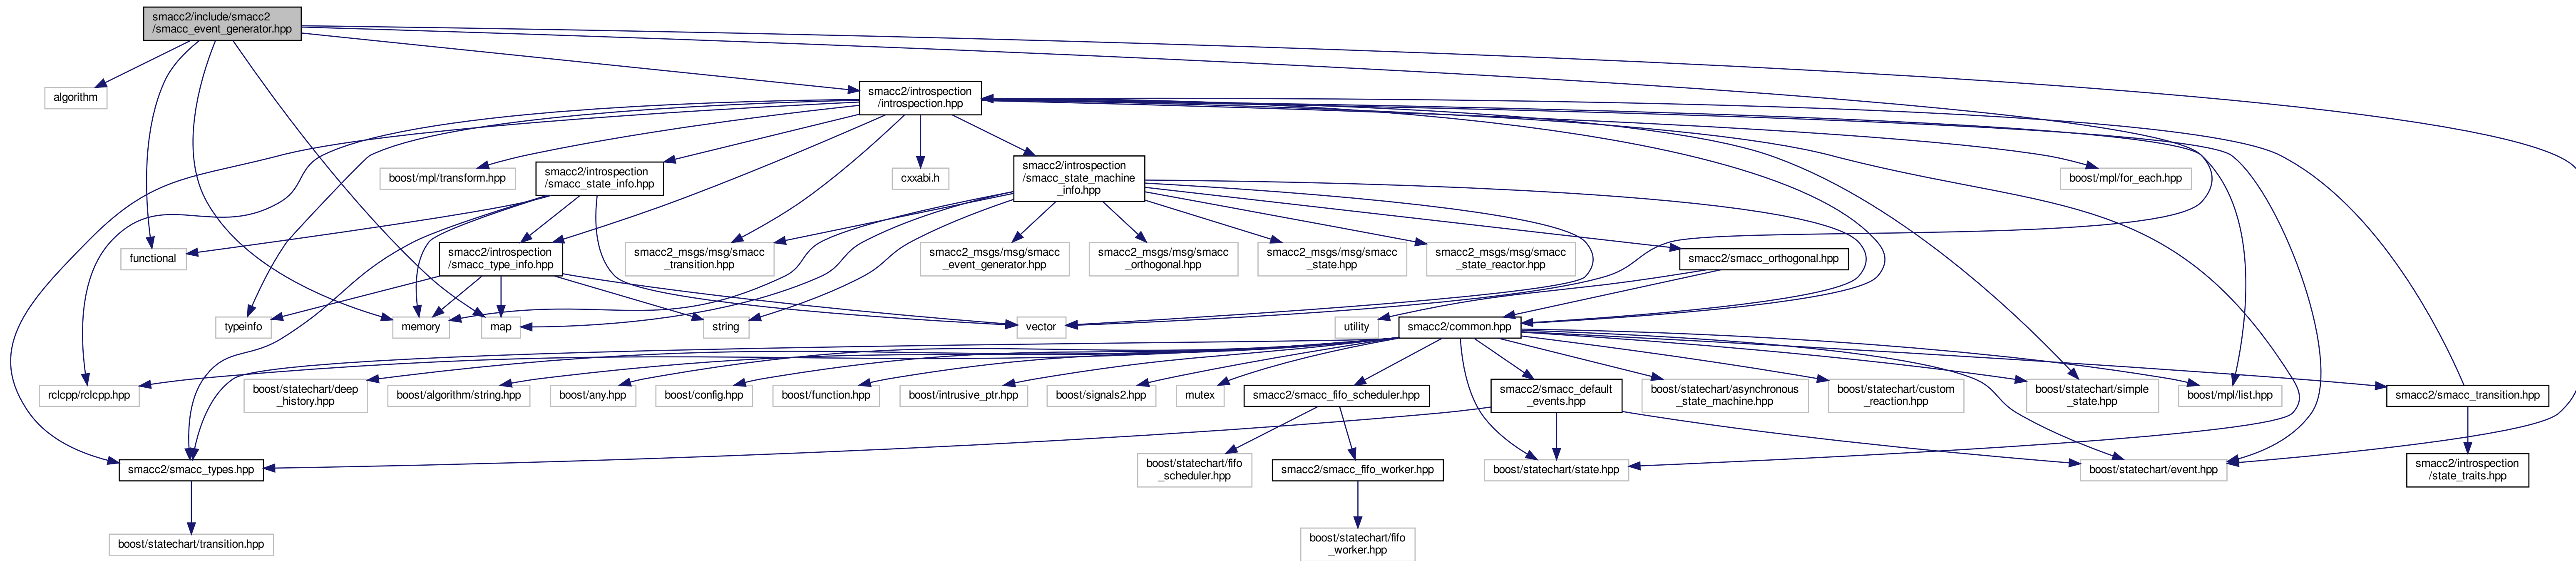 smacc2/include/smacc2
/smacc_event_generator.hpp
algorithm
smacc2/introspection
/introspection.hpp
boost/mpl/transform.hpp
smacc2/introspection
/smacc_state_info.hpp
cxxabi.h
smacc2/introspection
/smacc_state_machine
_info.hpp
boost/mpl/for_each.hpp
functional
smacc2/introspection
/smacc_type_info.hpp
smacc2_msgs/msg/smacc
_transition.hpp
smacc2_msgs/msg/smacc
_event_generator.hpp
smacc2_msgs/msg/smacc
_orthogonal.hpp
smacc2_msgs/msg/smacc
_state.hpp
smacc2_msgs/msg/smacc
_state_reactor.hpp
smacc2/smacc_orthogonal.hpp
typeinfo
memory
map
string
vector
utility
smacc2/common.hpp
rclcpp/rclcpp.hpp
boost/statechart/deep
_history.hpp
boost/algorithm/string.hpp
boost/any.hpp
boost/config.hpp
boost/function.hpp
boost/intrusive_ptr.hpp
boost/signals2.hpp
mutex
smacc2/smacc_fifo_scheduler.hpp
smacc2/smacc_default
_events.hpp
boost/statechart/asynchronous
_state_machine.hpp
boost/statechart/custom
_reaction.hpp
boost/statechart/simple
_state.hpp
boost/mpl/list.hpp
smacc2/smacc_transition.hpp
smacc2/smacc_types.hpp
boost/statechart/fifo
_scheduler.hpp
smacc2/smacc_fifo_worker.hpp
boost/statechart/state.hpp
boost/statechart/event.hpp
smacc2/introspection
/state_traits.hpp
boost/statechart/transition.hpp
boost/statechart/fifo
_worker.hpp